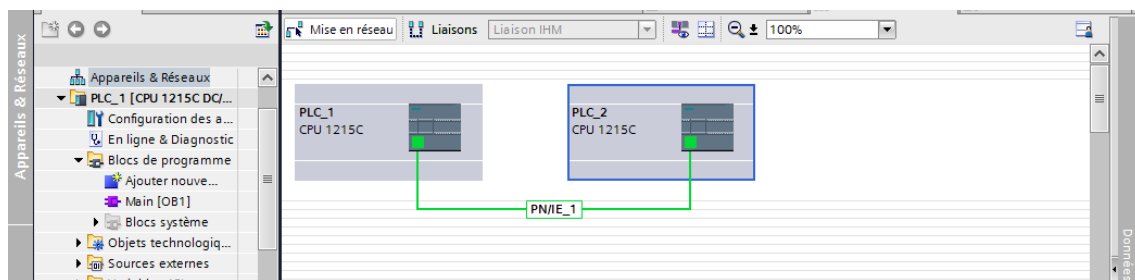 Appareils & Réseaux
Mise en réseau
Liaisons
Liaison IHM
100%
Appareils & Réseaux
PLC_1 [CPU 1215C DC/...
Configuration des a...
En ligne & Diagnostic
Blocs de programme
Ajouter nouve...
Main [OB1]
Blocs système
Objets technologiq...
Sources externes
PLC_1
CPU 1215C
PLC_2
CPU 1215C
PN/IE_1
Données